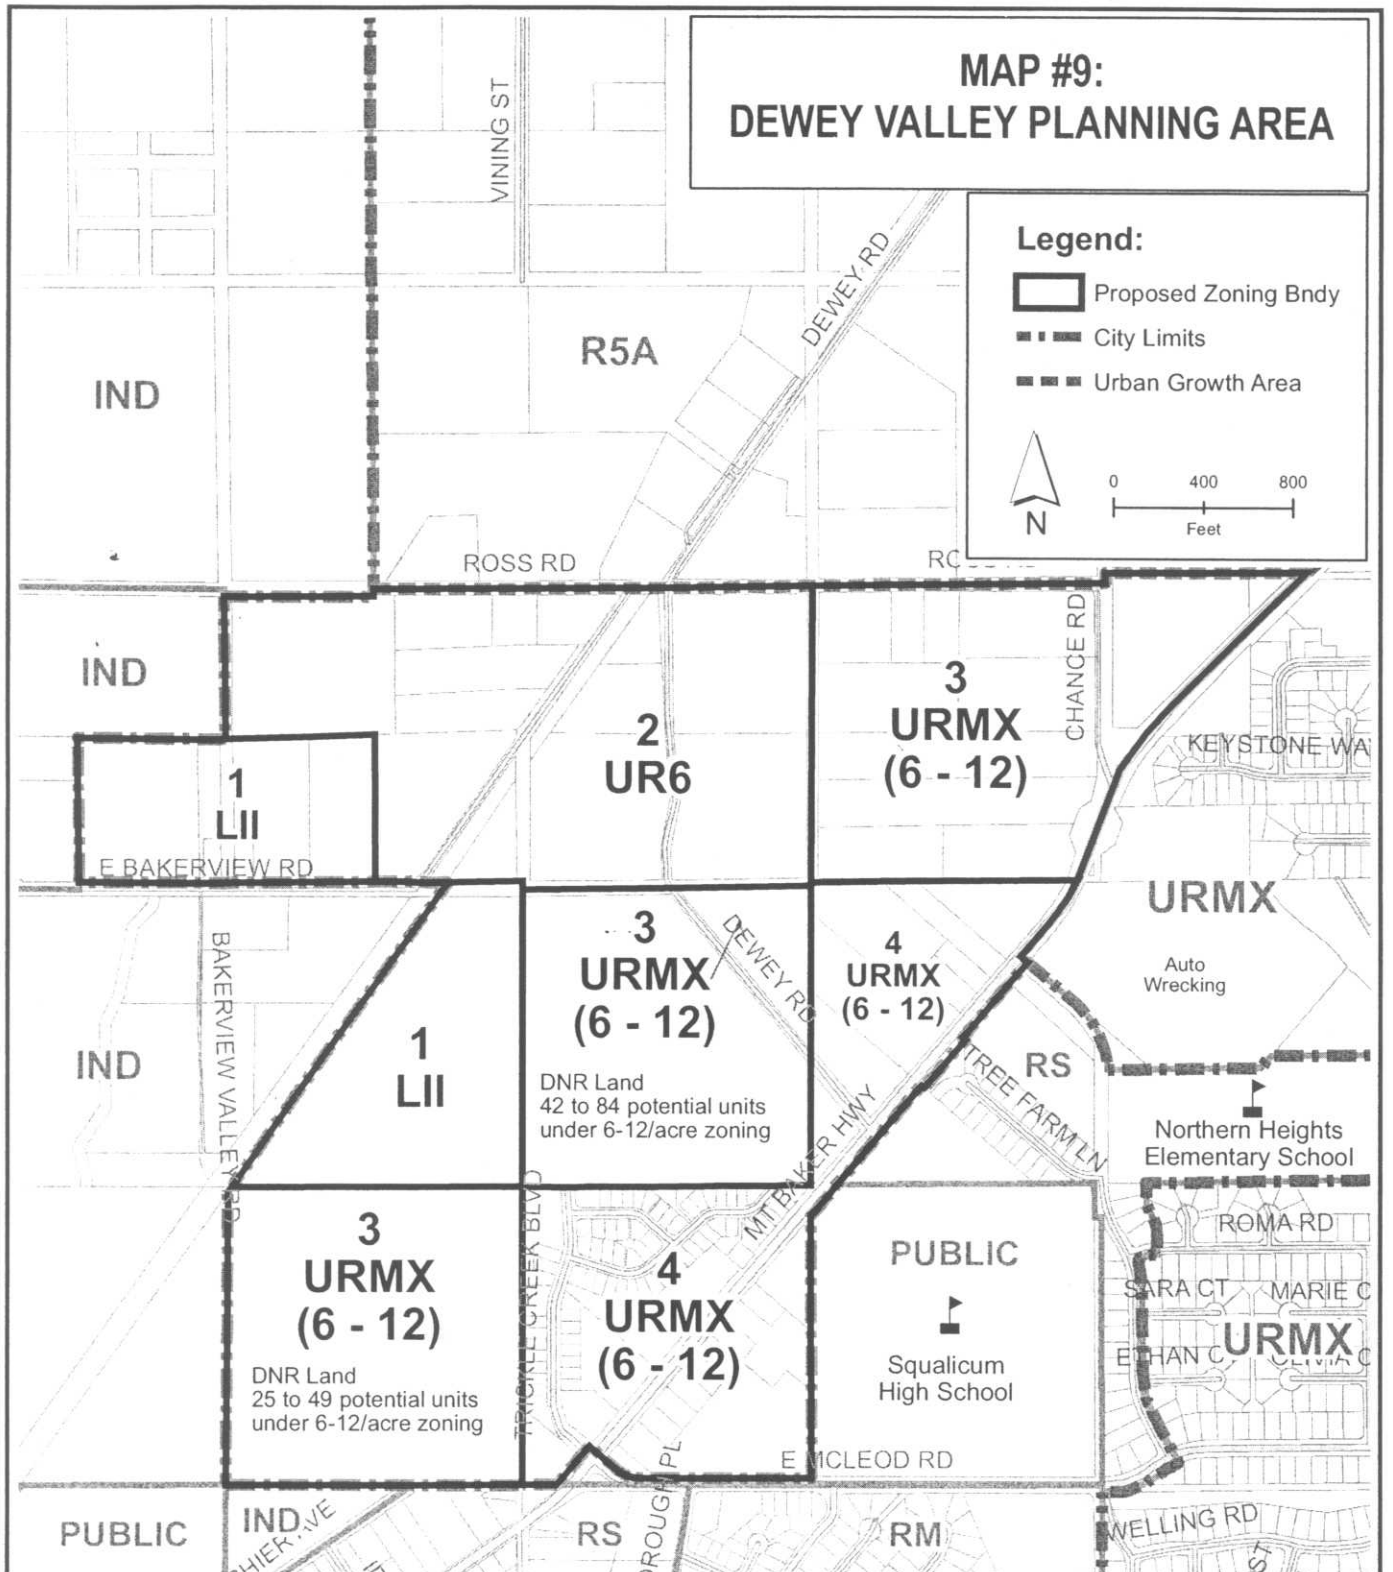 MAP #9:
DEWEY VALLEY PLANNING AREA
Legend:
Proposed Zoning Bndy
City Limits
Urban Growth Area
N
0 400 800
Feet
VINING ST
DEWEY RD
R5A
IND
ROSS RD
IND
CHANCE RD
3
URMX
(6 - 12)
2
UR6
KEYSTONE WA
1
LII
E BAKERVIEW RD
URMX
Auto
Wrecking
3
URMX
(6 - 12)
DEWEY RD
4
URMX
(6 - 12)
BAKERVIEW VALLEY
IND
1
LII
RS
TREE FARM LN
DNR Land
42 to 84 potential units
under 6-12/acre zoning
MT BAKER HWY
Northern Heights
Elementary School
TRICKLE CREEK BLVD
3
URMX
(6 - 12)
DNR Land
25 to 49 potential units
under 6-12/acre zoning
4
URMX
(6 - 12)
PUBLIC
Squalicum
High School
ROMA RD
SARA CT
MARIE C
URMX
E MCLEOD RD
PUBLIC
IND
RS
RM
WELLING RD
ST